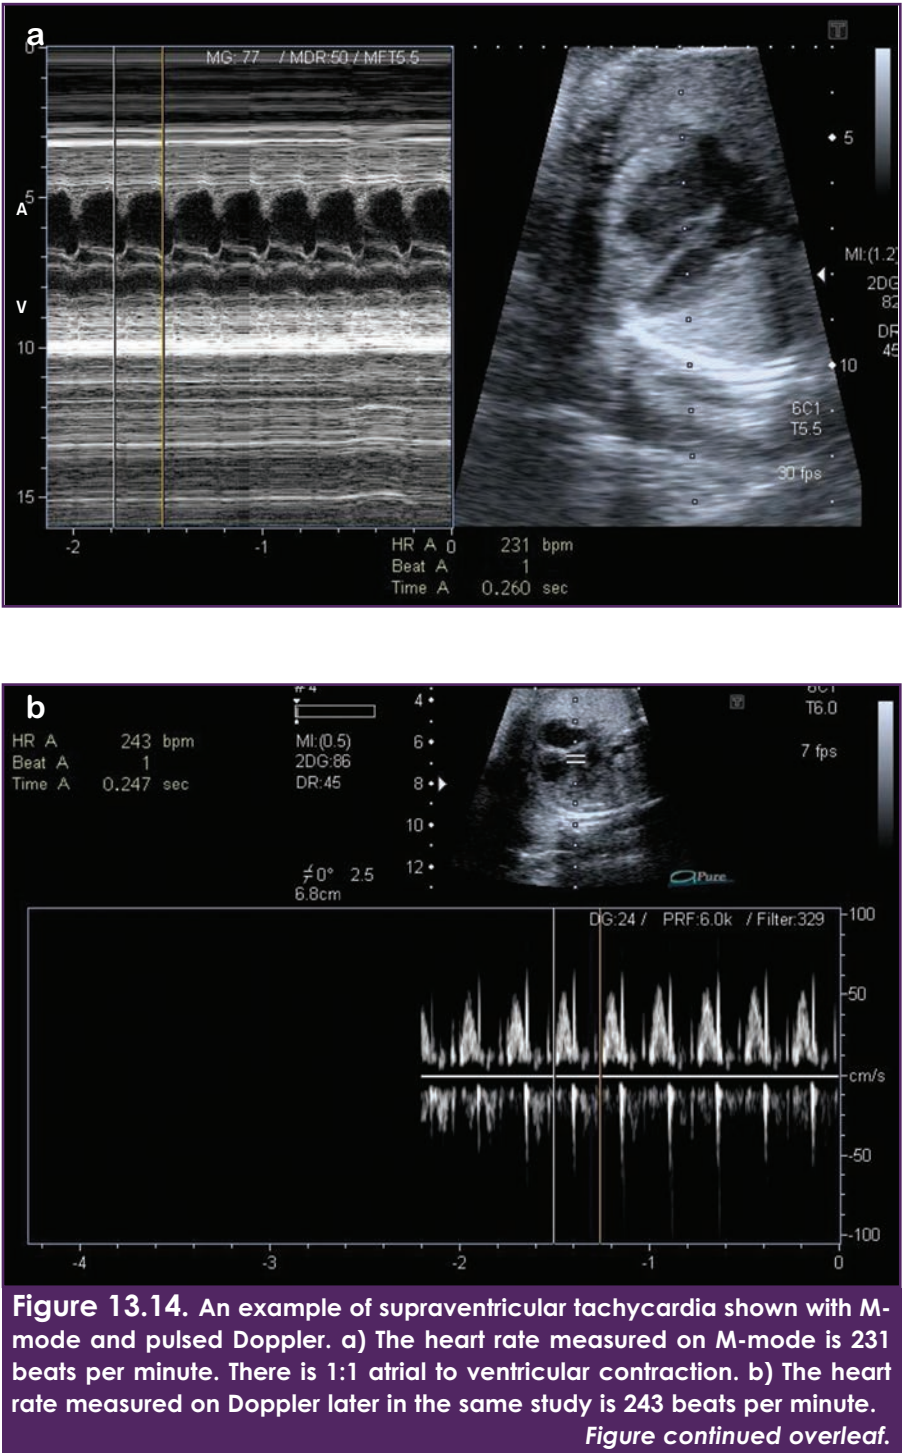 a
MG: 77 / MDR:50 / MFT5.5
0
5
A
V
10
15
-2
-1
0
5
MI:(1.2)
2DG
82
DR
45
10
6C1
T5.5
30 fps
HR A 231 bpm
Beat A 1
Time A 0.260 sec
b
#4
6C1
T6.0
7 fps
HR A 243 bpm
Beat A 1
Time A 0.247 sec
MI:(0.5)
2DG:86
DR:45
4
6
8
10
12
0° 2.5
6.8cm
aPure
DG:24 / PRF:6.0k / Filter:329
100
50
cm/s
-50
-100
-4
-3
-2
-1
0
Figure 13.14. An example of supraventricular tachycardia shown with M-
mode and pulsed Doppler. a) The heart rate measured on M-mode is 231
beats per minute. There is 1:1 atrial to ventricular contraction. b) The heart
rate measured on Doppler later in the same study is 243 beats per minute.
Figure continued overleaf.